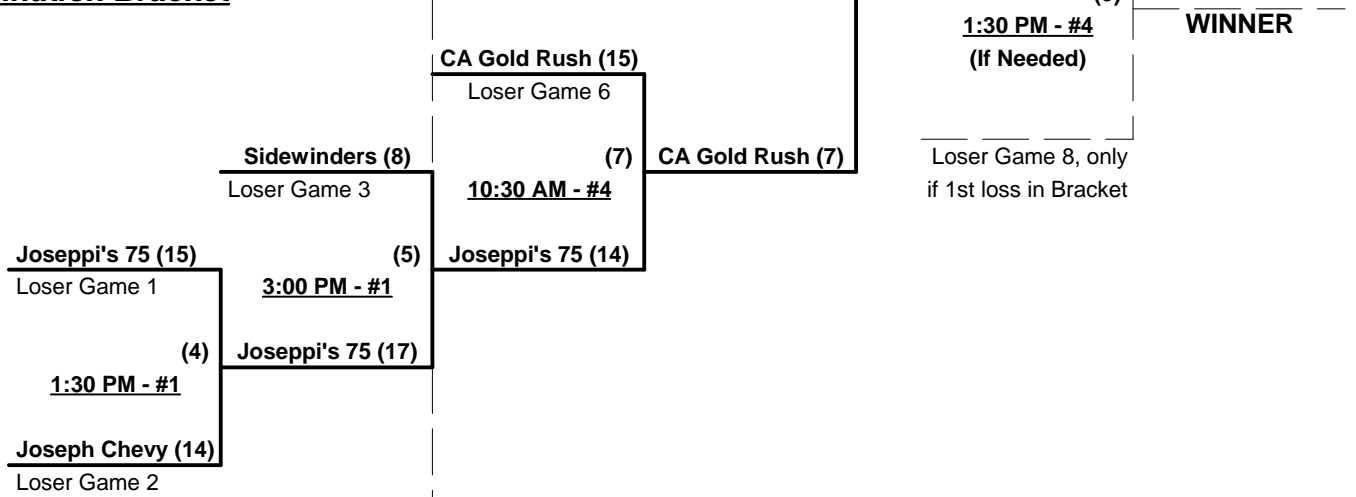 1:30 PM - #4
WINNER
(If Needed)
CA Gold Rush (15)
Loser Game 6
Sidewinders (8)
(7)
CA Gold Rush (7)
Loser Game 8, only
Loser Game 3
10:30 AM - #4
if 1st loss in Bracket
Joseppi's 75 (15)
(5)
Joseppi's 75 (14)
Loser Game 1
3:00 PM - #1
(4)
Joseppi's 75 (17)
1:30 PM - #1
Joseph Chevy (14)
Loser Game 2